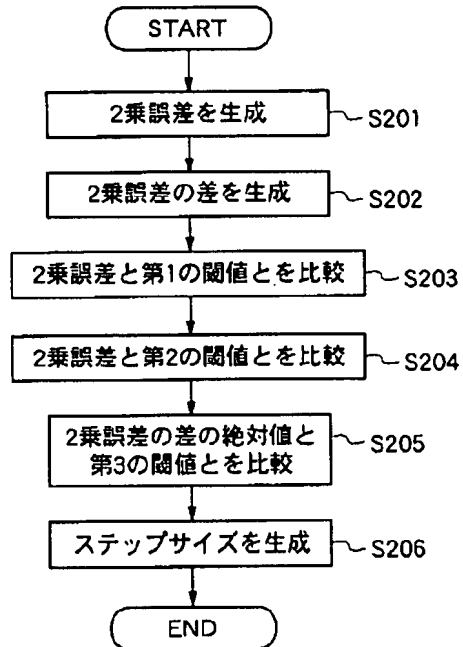 START
2乗誤差を生成
S201
2乗誤差の差を生成
S202
2乗誤差と第1の閾値とを比較
S203
2乗誤差と第2の閾値とを比較
S204
2乗誤差の差の絶対値と
第3の閾値とを比較
S205
ステップサイズを生成
S206
END